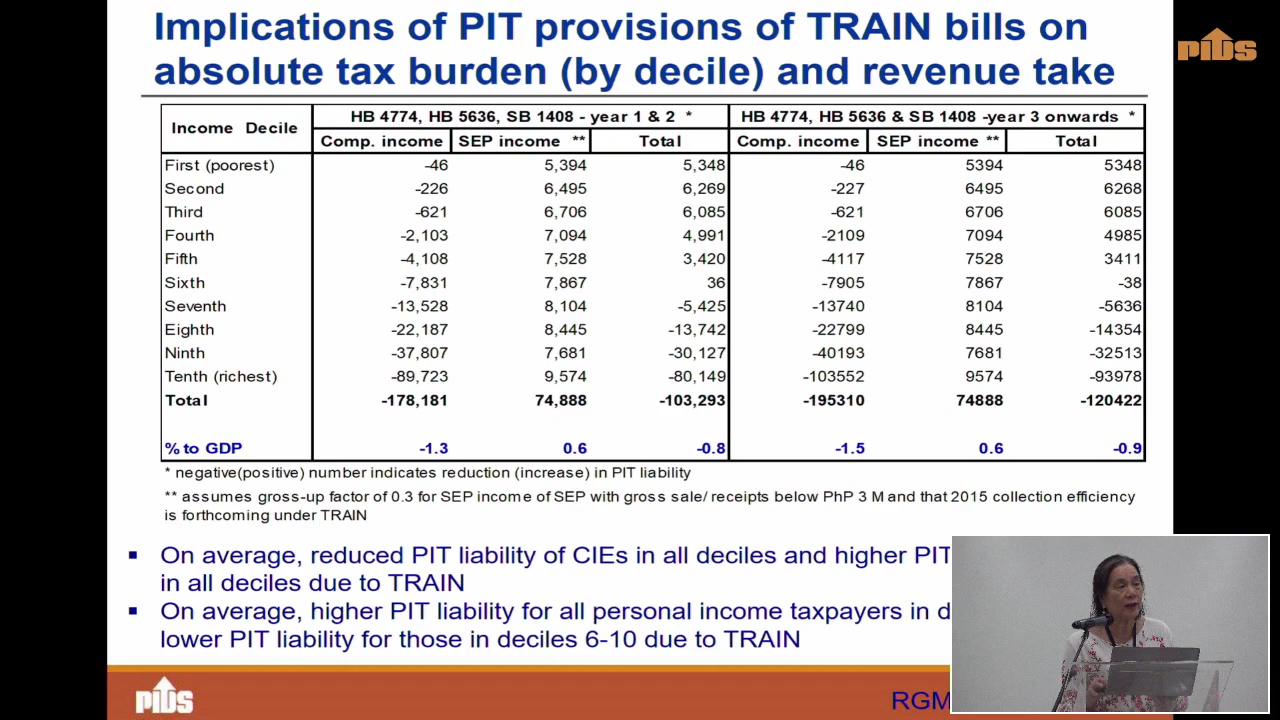 Implications of PIT provisions of TRAIN bills on
absolute tax burden (by decile) and revenue take
PIDS
Income Decile
HB 4774, HB 5636, SB 1408 - year 1 & 2 *
HB 4774, HB 5636 & SB 1408 -year 3 onwards *
Comp. income SEP income ** Total Comp. income SEP income ** Total
First (poorest) -46 5,394 5,348 -46 5394 5348
Second -226 6,495 6,269 -227 6495 6268
Third -621 6,706 6,085 -621 6706 6085
Fourth -2,103 7,094 4,991 -2109 7094 4985
Fifth -4,108 7,528 3,420 -4117 7528 3411
Sixth -7,831 7,867 36 -7905 7867 -38
Seventh -13,528 8,104 -5,425 -13740 8104 -5636
Eighth -22,187 8,445 -13,742 -22799 8445 -14354
Ninth -37,807 7,681 -30,127 -40193 7681 -32513
Tenth (richest) -89,723 9,574 -80,149 -103552 9574 -93978
Total -178,181 74,888 -103,293 -195310 74888 -120422
% to GDP -1.3 0.6 -0.8 -1.5 0.6 -0.9
* negative(positive) number indicates reduction (increase) in PIT liability
** assumes gross-up factor of 0.3 for SEP income of SEP with gross sale/ receipts below PhP 3 M and that 2015 collection efficiency
is forthcoming under TRAIN
▪ On average, reduced PIT liability of CIEs in all deciles and higher PIT
in all deciles due to TRAIN
▪ On average, higher PIT liability for all personal income taxpayers in d
lower PIT liability for those in deciles 6-10 due to TRAIN
PIDS
RGM